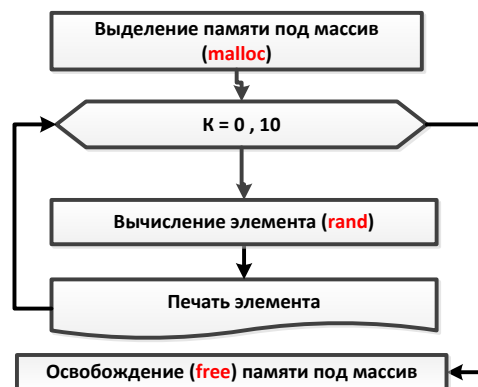 Выделение памяти под массив
(malloc)
К = 0 , 10
Вычисление элемента (rand)
Печать элемента
Освобождение (free) памяти под массив